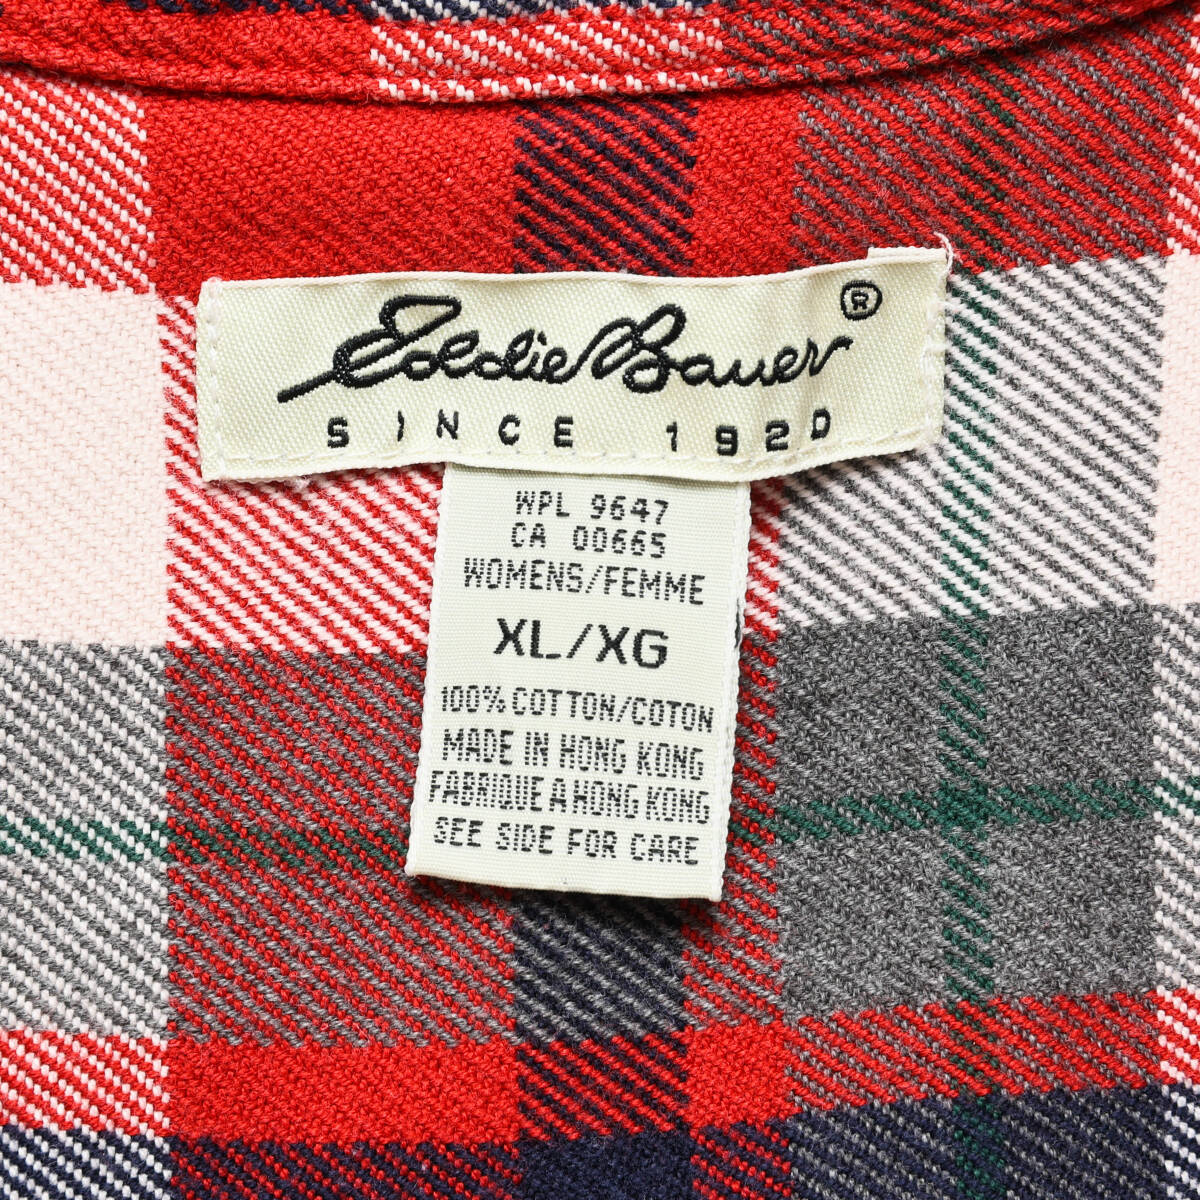 Eddie Bauer ®
SINCE 1920
WPL 9647
CA 00665
WOMENS/FEMME
XL/XG
100% COTTON/COTON
MADE IN HONG KONG
FABRIQUE A HONG KONG
SEE SIDE FOR CARE